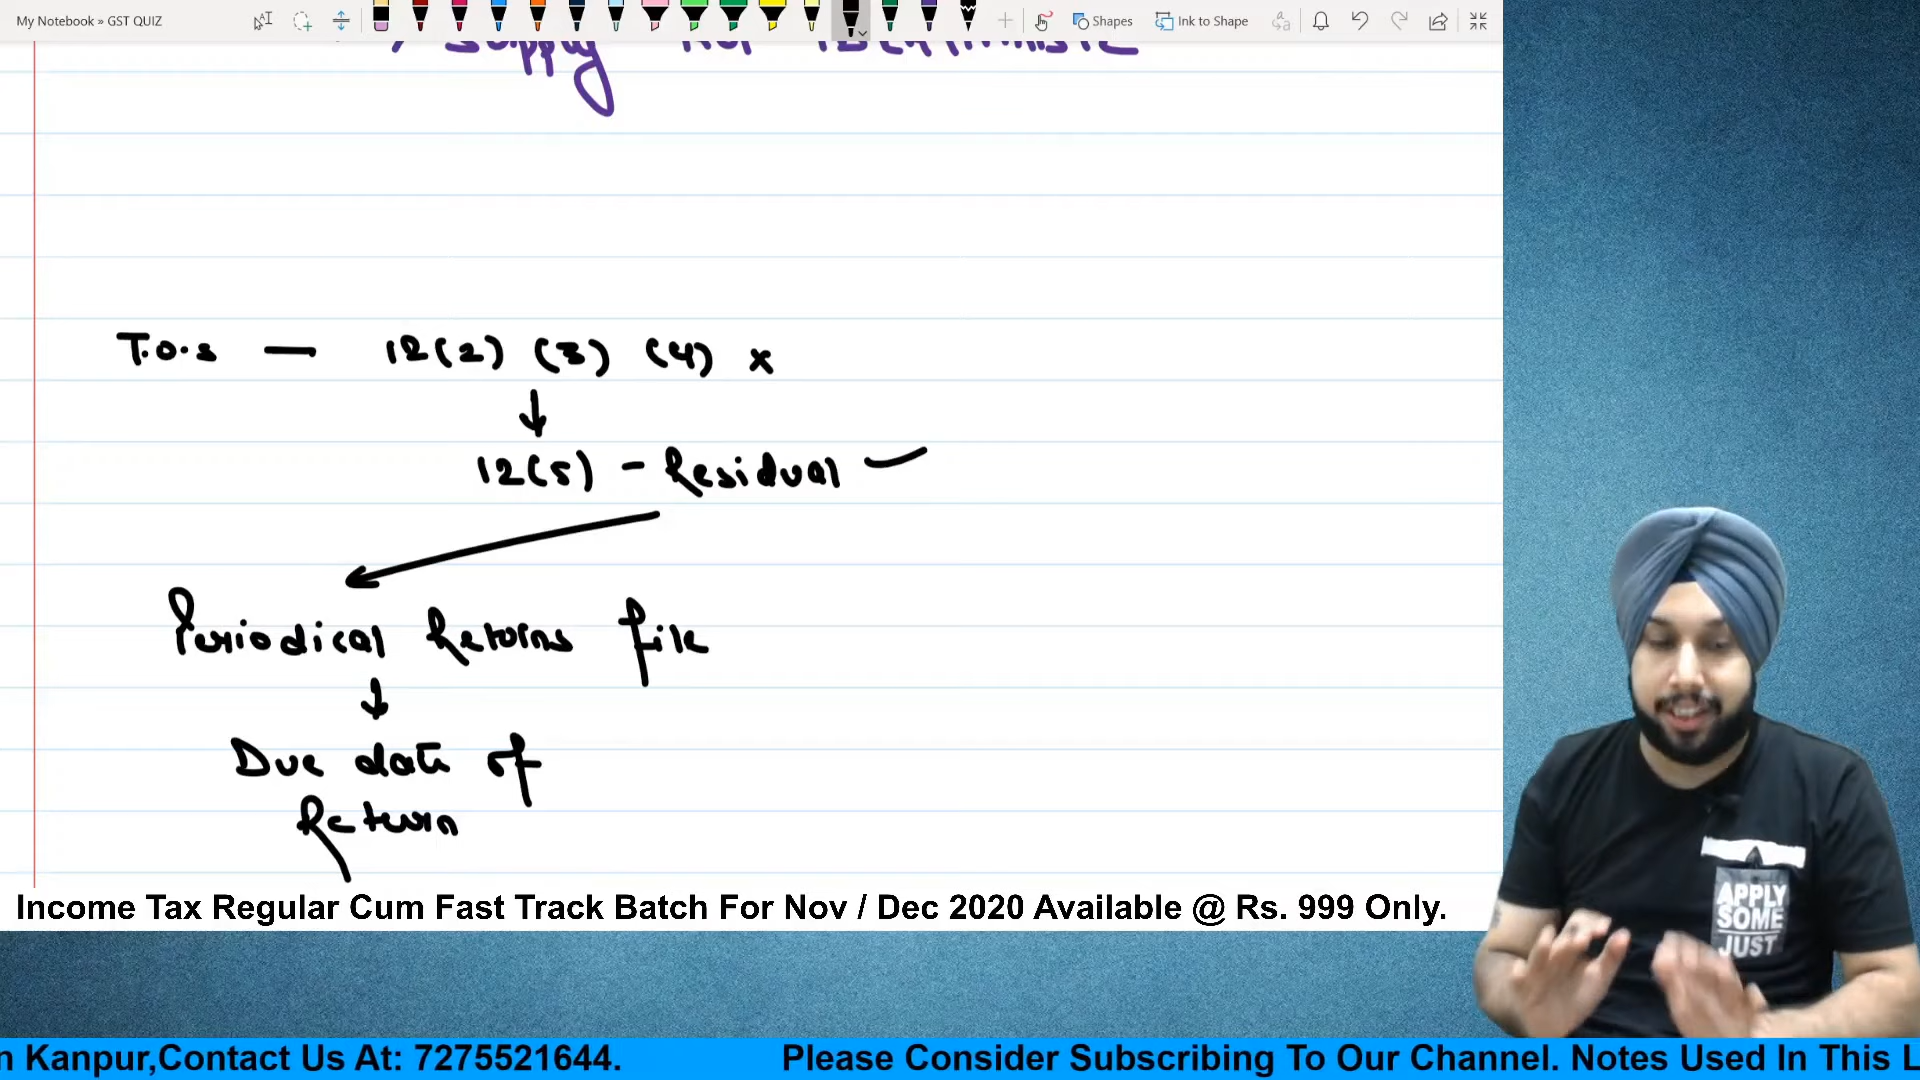 My Notebook » GST QUIZ
Shapes
Ink to Shape
supply
T.O.S — 12(2) (3) (4) x
12(5) - Residual
Periodical Returns file
Due date of
Return
APPLY
SOME
JUST
Income Tax Regular Cum Fast Track Batch For Nov / Dec 2020 Available @ Rs. 999 Only.
n Kanpur,Contact Us At: 7275521644. Please Consider Subscribing To Our Channel. Notes Used In This L